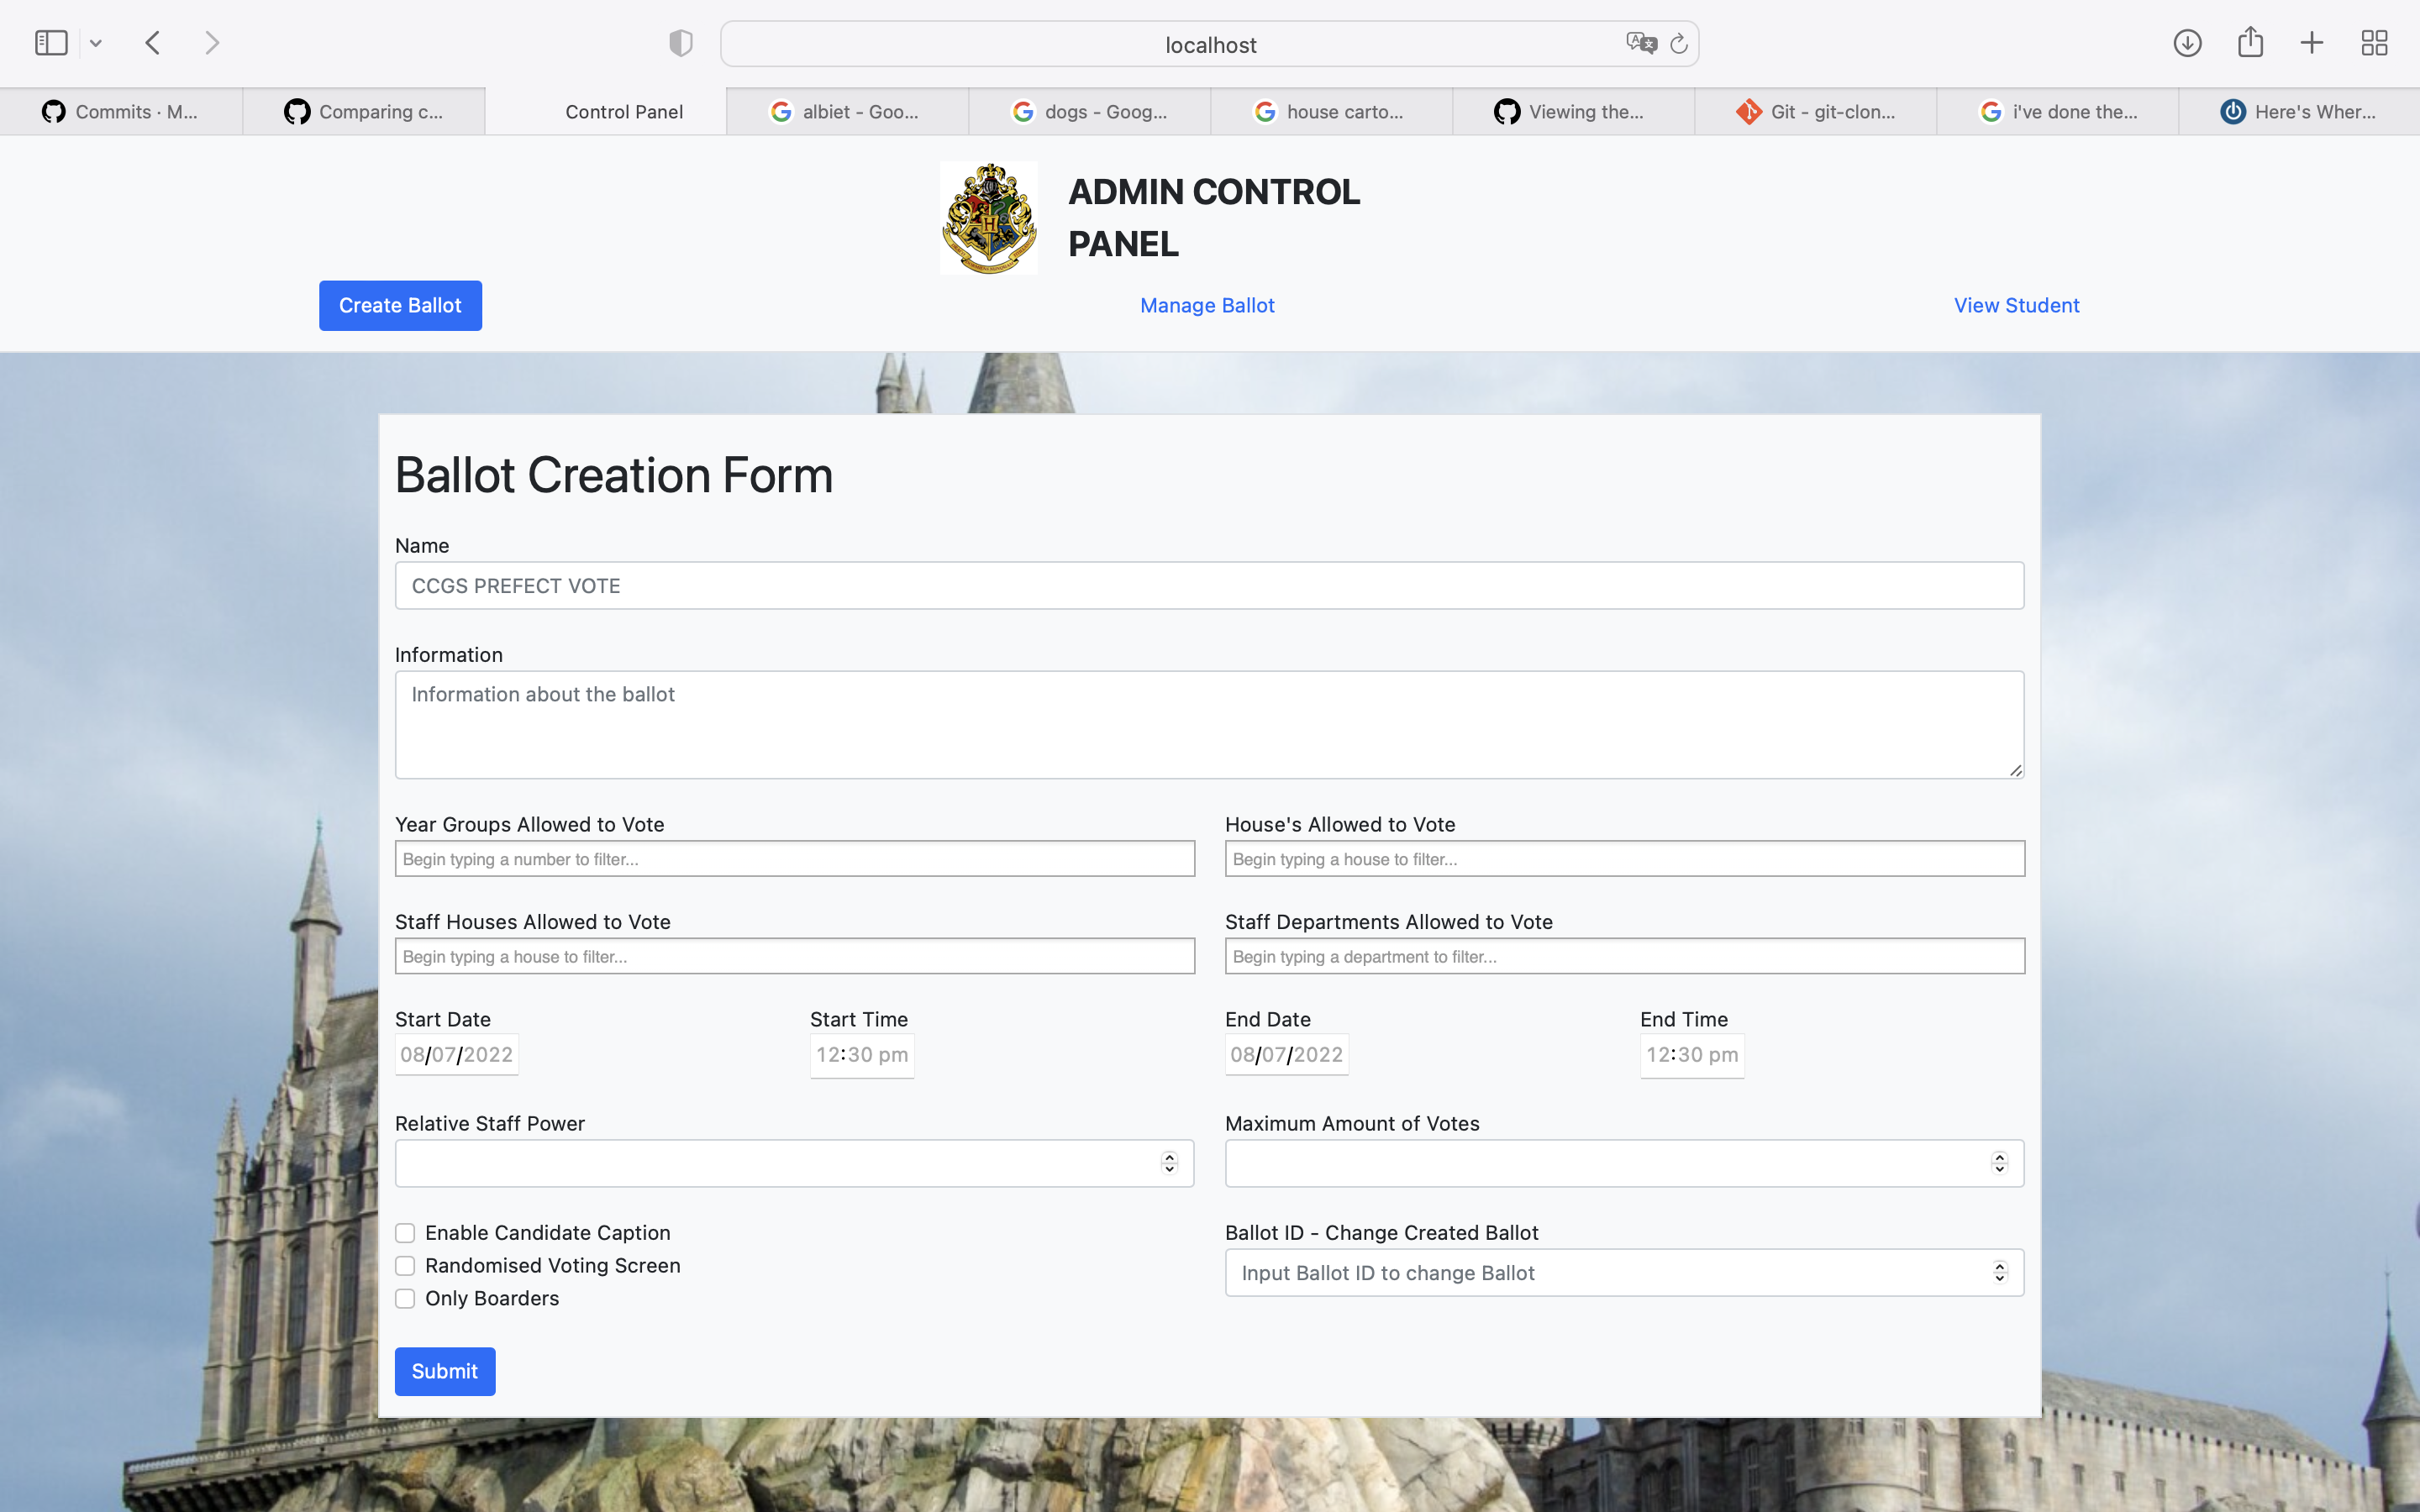 localhost
Commits · M...
Comparing c...
Control Panel
albiet - Goo...
dogs - Goog...
house carto...
Viewing the...
Git - git-clon...
i've done the...
Here's Wher...
ADMIN CONTROL
PANEL
Create Ballot
Manage Ballot
View Student
Ballot Creation Form
Name
CCGS PREFECT VOTE
Information
Information about the ballot
Year Groups Allowed to Vote
House's Allowed to Vote
Begin typing a number to filter...
Begin typing a house to filter...
Staff Houses Allowed to Vote
Staff Departments Allowed to Vote
Begin typing a house to filter...
Begin typing a department to filter...
Start Date
Start Time
End Date
End Time
08/07/2022
12:30 pm
08/07/2022
12:30 pm
Relative Staff Power
Maximum Amount of Votes
Enable Candidate Caption
Ballot ID - Change Created Ballot
Randomised Voting Screen
Input Ballot ID to change Ballot
Only Boarders
Submit